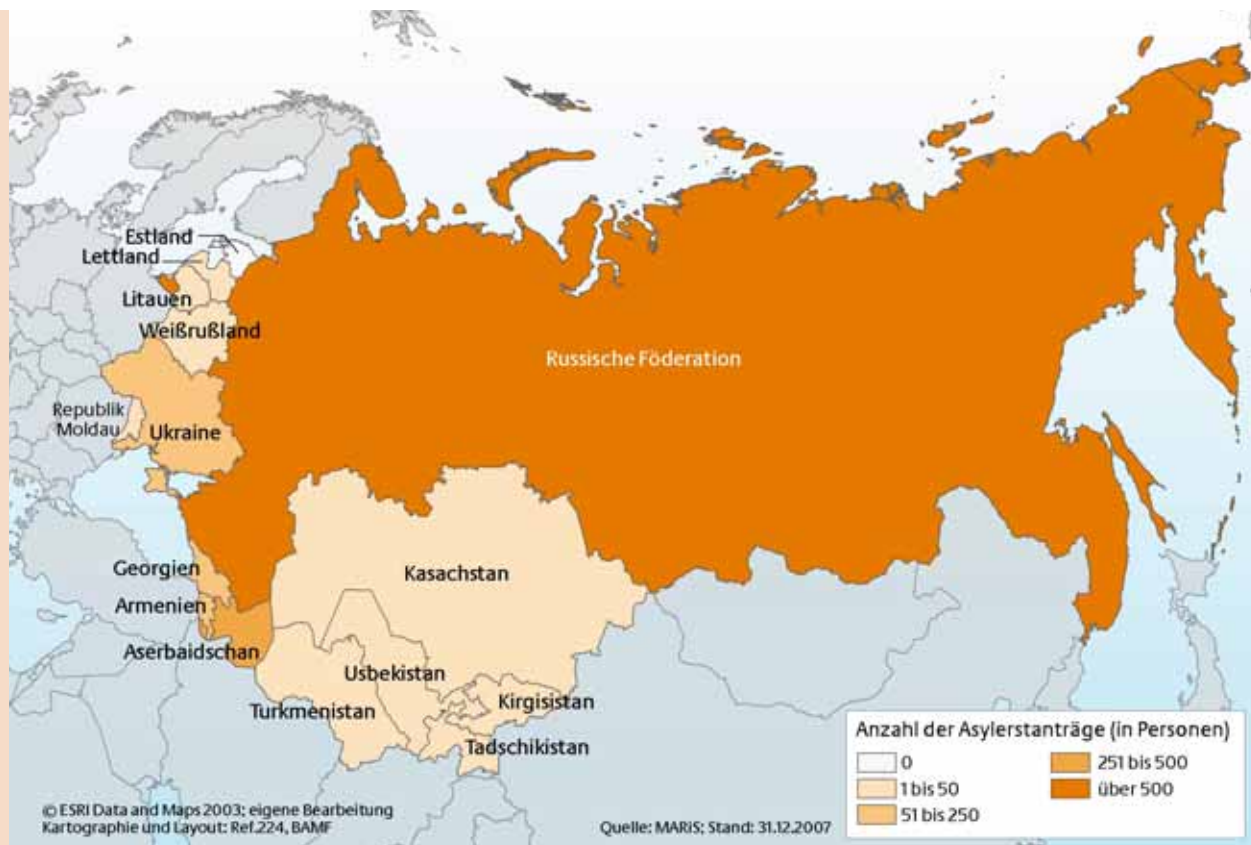 Estland
Lettland
Litauen
Weißrußland
Russische Föderation
Republik
Moldau
Ukraine
Georgien
Kasachstan
Armenien
Aserbaidschan
Usbekistan
Kirgisistan
Turkmenistan
Tadschikistan
Anzahl der Asylerstanträge (in Personen)
0
1 bis 50
51 bis 250
251 bis 500
über 500
© ESRI Data and Maps 2003; eigene Bearbeitung
Kartographie und Layout: Ref.224, BAMF
Quelle: MARiS; Stand: 31.12.2007